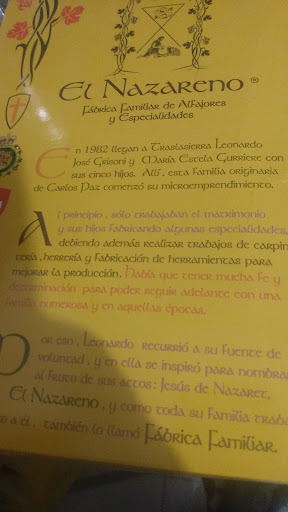 El Nazareno ®
Fábrica Familiar de Alfajores
y Especialidades
En 1982 llegan a Traslasierra Leonardo
José Grisoni y María Estela Gurriere con
sus cinco hijos. Allí, esta familia originaria
de Carlos Paz comenzó su microemprendimiento.
Al principio, sólo trabajaban el matrimonio
y sus hijos fabricando algunas especialidades,
debiendo además realizar trabajos de carpin
tería, herrería y fabricación de herramientas para
mejorar la producción. Había que tener mucha fe y
determinación para poder seguir adelante con una
familia numerosa y en aquellas épocas.
Por eso, Leonardo recurrió a su fuente de
voluntad, y en ella se inspiró para nombrar
al fruto de sus actos: Jesús de Nazaret,
El Nazareno, y como toda su familia traba
a él, también lo llamó Fábrica Familiar.